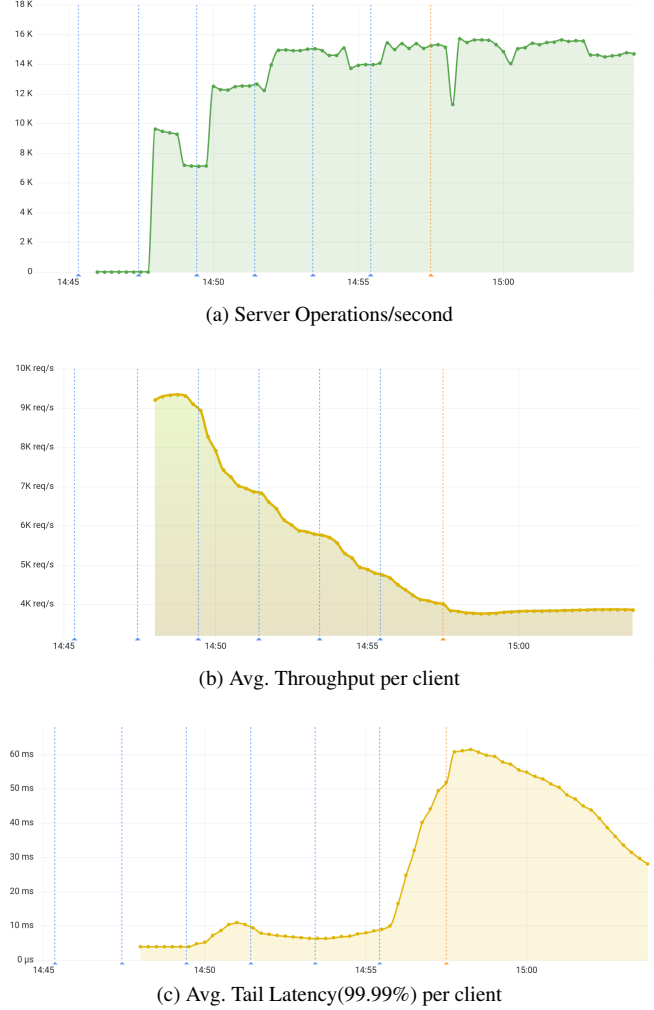 18 K
16 K
14 K
12 K
10 K
8 K
6 K
4 K
2 K
0
14:45 14:50 14:55 15:00
(a) Server Operations/second
10K req/s
9K req/s
8K req/s
7K req/s
6K req/s
5K req/s
4K req/s
14:45 14:50 14:55 15:00
(b) Avg. Throughput per client
60 ms
50 ms
40 ms
30 ms
20 ms
10 ms
0 µs
14:45 14:50 14:55 15:00
(c) Avg. Tail Latency(99.99%) per client